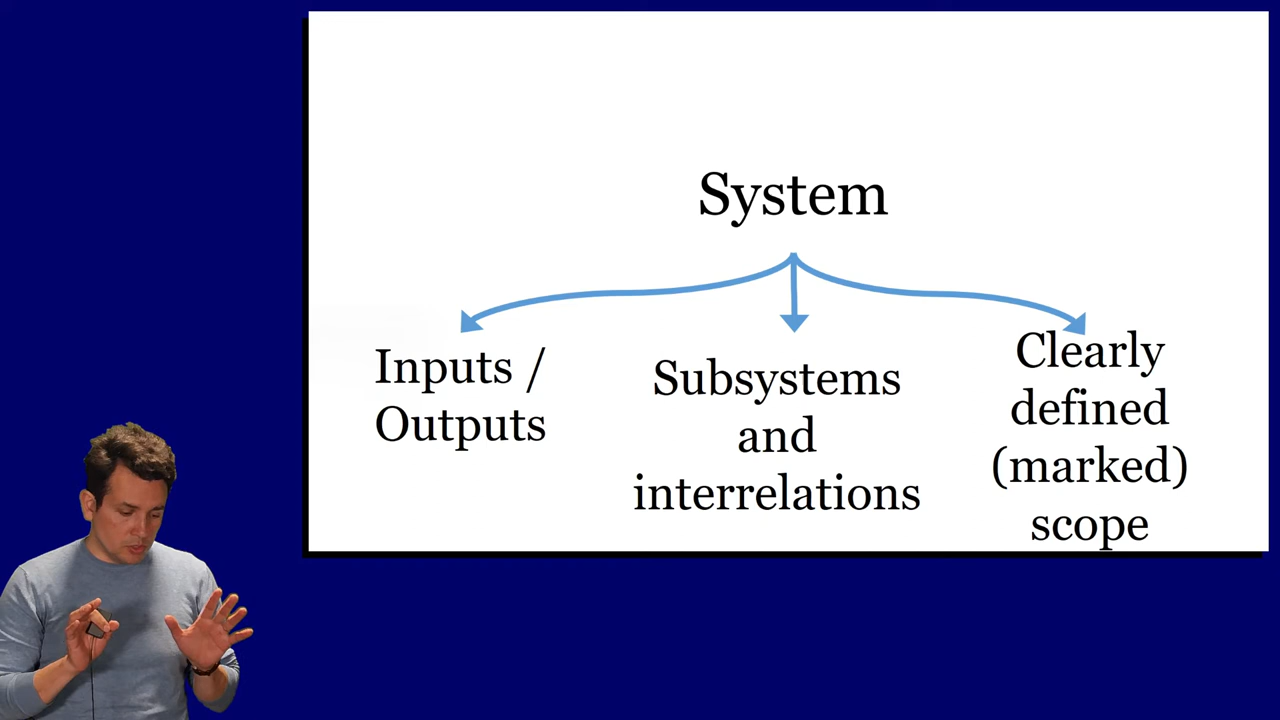 System
Inputs /
Outputs
Subsystems
and
interrelations
Clearly
defined
(marked)
scope